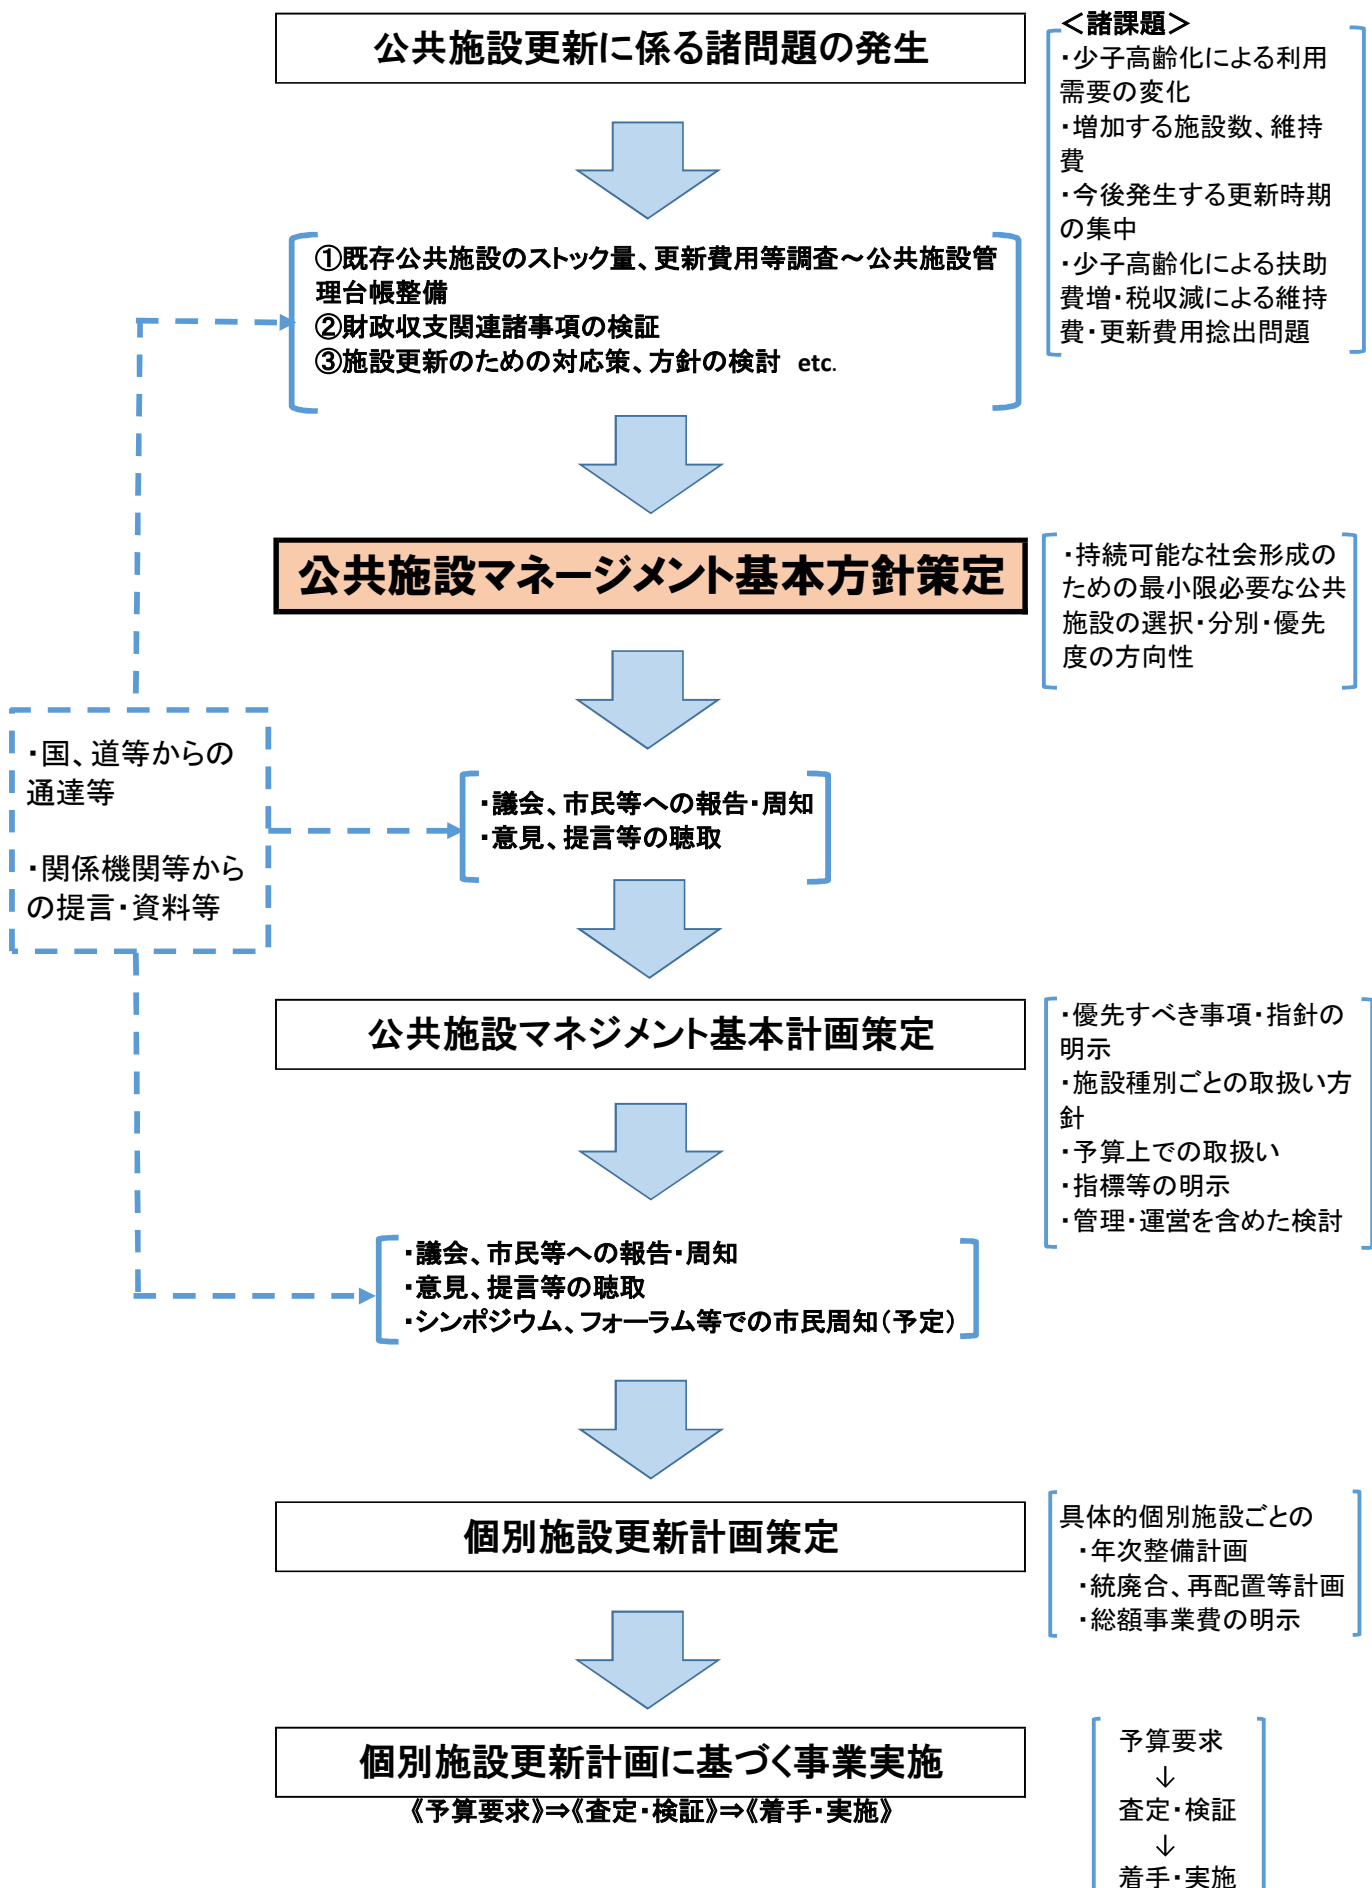 公共施設更新に係る諸問題の発生
＜諸課題＞
・少子高齢化による利用
需要の変化
・増加する施設数、維持
費
・今後発生する更新時期
の集中
・少子高齢化による扶助
費増・税収減による維持
費・更新費用捻出問題
①既存公共施設のストック量、更新費用等調査～公共施設管
理台帳整備
②財政収支関連諸事項の検証
③施設更新のための対応策、方針の検討 etc.
公共施設マネージメント基本方針策定
・持続可能な社会形成の
ための最小限必要な公共
施設の選択・分別・優先
度の方向性
・国、道等からの
通達等
・関係機関等から
の提言・資料等
・議会、市民等への報告・周知
・意見、提言等の聴取
公共施設マネジメント基本計画策定
・優先すべき事項・指針の
明示
・施設種別ごとの取扱い方
針
・予算上での取扱い
・指標等の明示
・管理・運営を含めた検討
・議会、市民等への報告・周知
・意見、提言等の聴取
・シンポジウム、フォーラム等での市民周知（予定）
個別施設更新計画策定
具体的個別施設ごとの
・年次整備計画
・統廃合、再配置等計画
・総額事業費の明示
個別施設更新計画に基づく事業実施
《予算要求》⇒《査定・検証》⇒《着手・実施》
予算要求
↓
査定・検証
↓
着手・実施